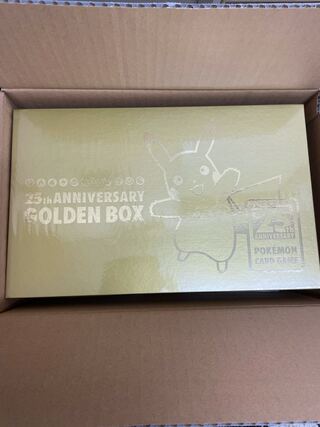 25th ANNIVERSARY
GOLDEN BOX
25TH
ANNIVERSARY
POKÉMON
CARD GAME